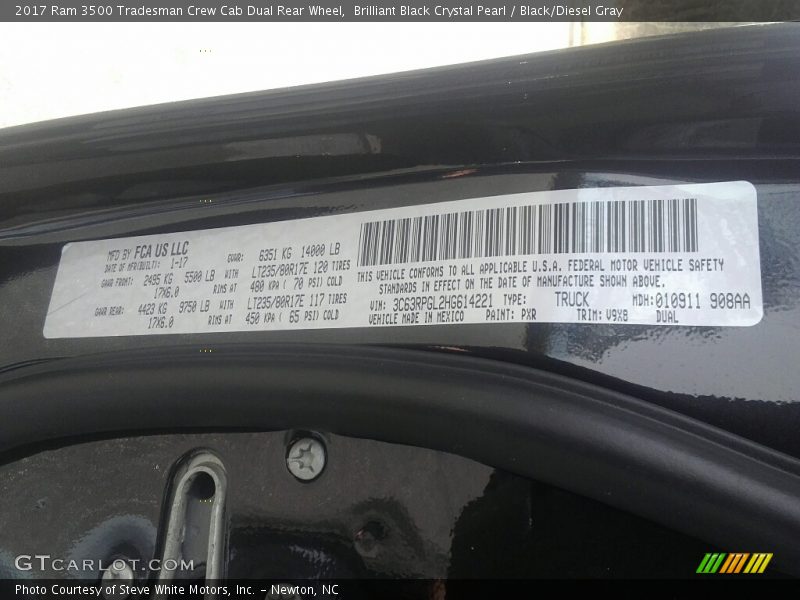 2017 Ram 3500 Tradesman Crew Cab Dual Rear Wheel,  Brilliant Black Crystal Pearl / Black/Diesel Gray
MFD BY FCA US LLC
DATE OF MFR(BUILT): 1-17 GVWR: 6351 KG 14000 LB
GAWR FRONT: 2495 KG 5500 LB WITH LT235/80R17E 120 TIRES
17X6.0 RIMS AT 480 KPA ( 70 PSI) COLD
GAWR REAR: 4423 KG 9750 LB WITH LT235/80R17E 117 TIRES
17X6.0 RIMS AT 450 KPA ( 65 PSI) COLD
THIS VEHICLE CONFORMS TO ALL APPLICABLE U.S.A. FEDERAL MOTOR VEHICLE SAFETY
STANDARDS IN EFFECT ON THE DATE OF MANUFACTURE SHOWN ABOVE.
VIN: 3C63RPGL2HG614221 TYPE: TRUCK MDH: 010911 908AA
VEHICLE MADE IN MEXICO PAINT: PXR TRIM: V9X8 DUAL
GTCARLOT.COM
Photo Courtesy of Steve White Motors, Inc. – Newton, NC